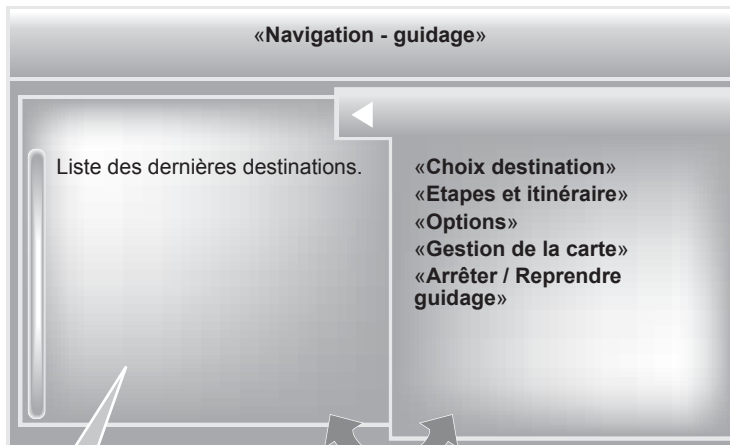 «Navigation - guidage»
Liste des dernières destinations.
«Choix destination»
«Etapes et itinéraire»
«Options»
«Gestion de la carte»
«Arrêter / Reprendre
guidage»